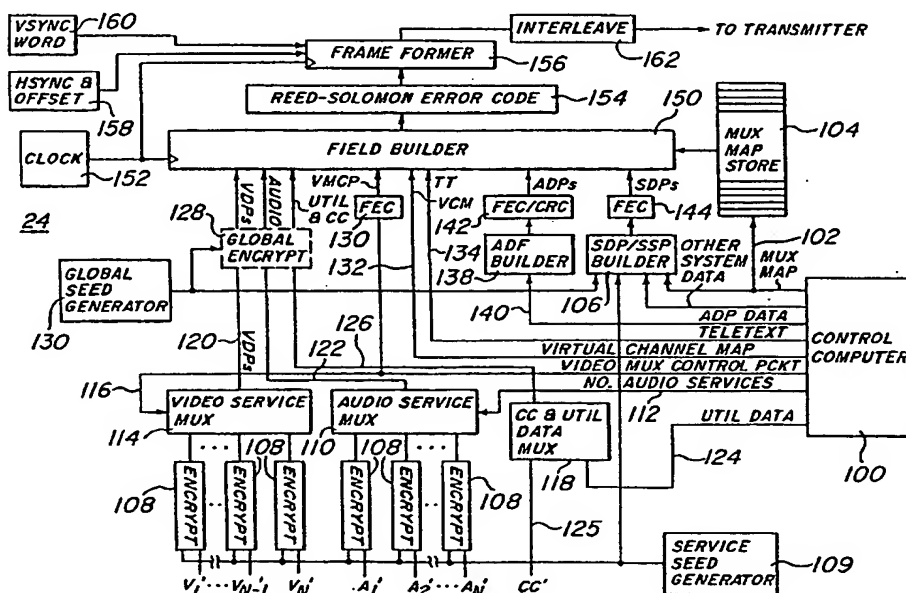 VSYNC WORD
160
FRAME FORMER
156
INTERLEAVE
162
TO TRANSMITTER
HSYNC & OFFSET
158
REED-SOLOMON ERROR CODE
154
150
CLOCK
152
FIELD BUILDER
MUX MAP STORE
104
24
VDPs
AUDIO
UTIL & CC
VMCP
TT
VCM
ADPs
SDPs
128
GLOBAL ENCRYPT
FEC
130
132
134
142
FEC/CRC
FEC
144
102
MUX MAP
138
ADF BUILDER
SDP/SSP BUILDER
106
OTHER SYSTEM DATA
GLOBAL SEED GENERATOR
130
140
ADP DATA
TELETEXT
VIRTUAL CHANNEL MAP
VIDEO MUX CONTROL PCKT
NO. AUDIO SERVICES
112
UTIL DATA
CONTROL COMPUTER
100
120
VDPs
122
126
116
VIDEO SERVICE MUX
114
AUDIO SERVICE MUX
110
CC & UTIL DATA MUX
118
124
108
108
108
108
ENCRYPT
ENCRYPT
ENCRYPT
ENCRYPT
ENCRYPT
ENCRYPT
125
SERVICE SEED GENERATOR
109
V1' ... VN-1' VN' A1' A2' ... AN' CC'